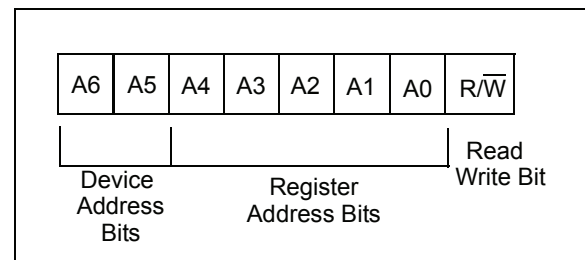 A6 A5 A4 A3 A2 A1 A0 R/W̅
Device Address Bits
Register Address Bits
Read Write Bit